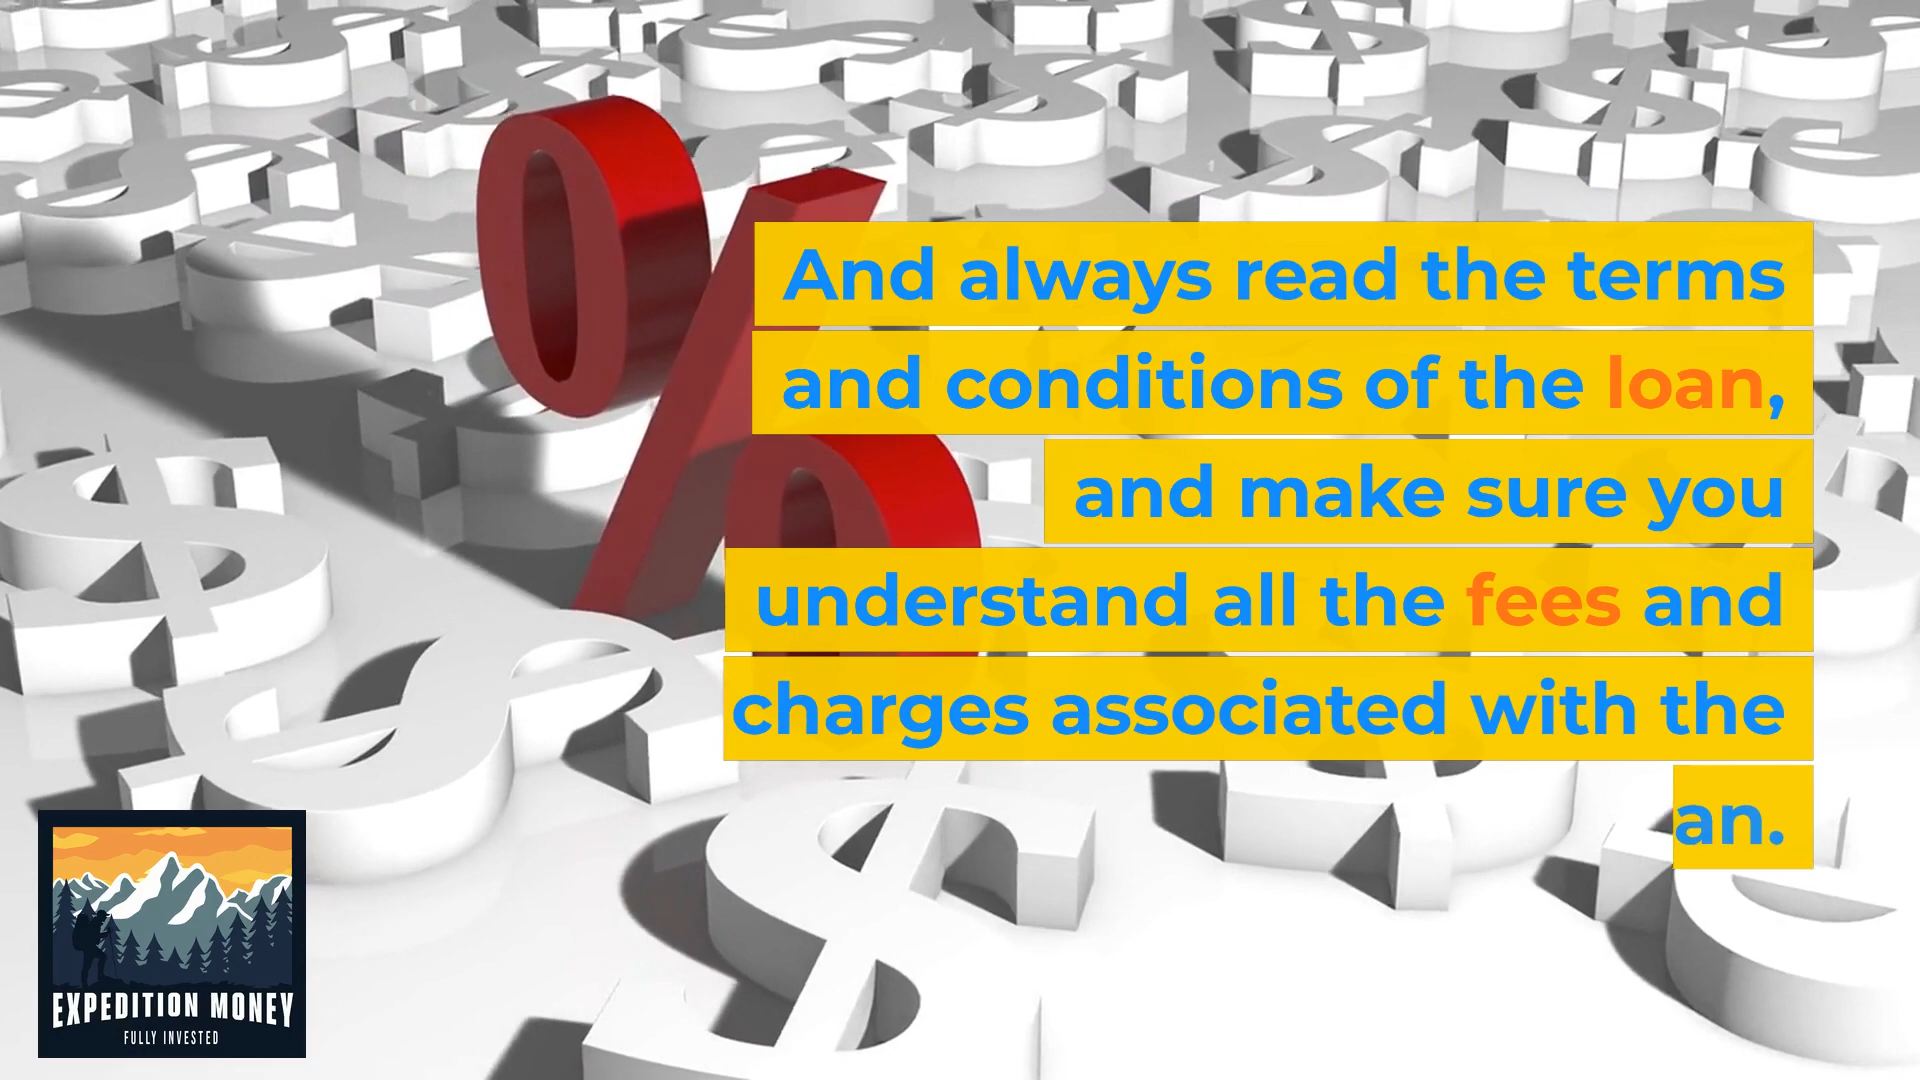 And always read the terms
and conditions of the loan,
and make sure you
understand all the fees and
charges associated with the
an.
EXPEDITION MONEY
FULLY INVESTED